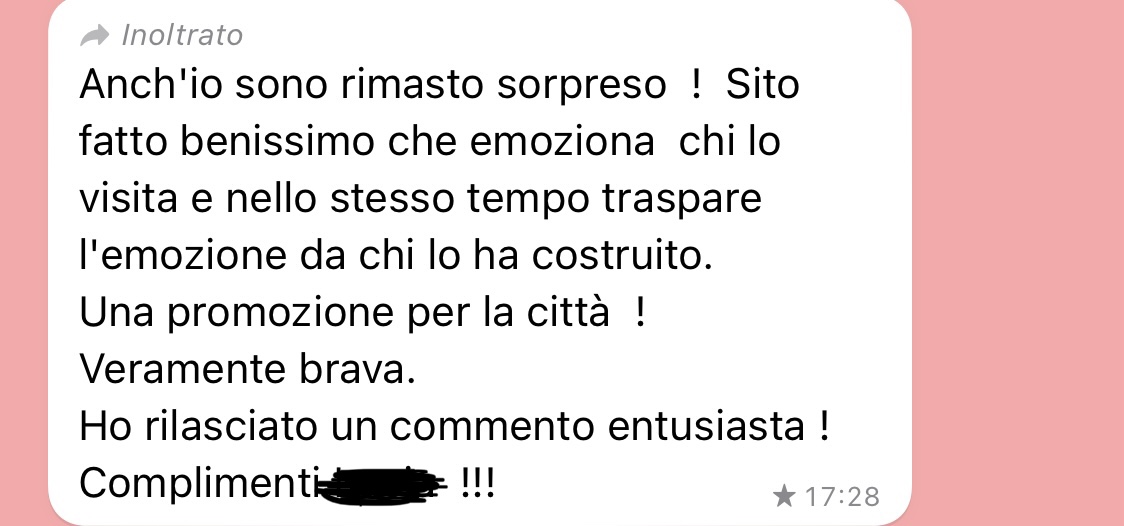 Inoltrato
Anch'io sono rimasto sorpreso  !  Sito
fatto benissimo che emoziona  chi lo
visita e nello stesso tempo traspare
l'emozione da chi lo ha costruito.
Una promozione per la città  !
Veramente brava.
Ho rilasciato un commento entusiasta !
Complimenti !!!
★ 17:28